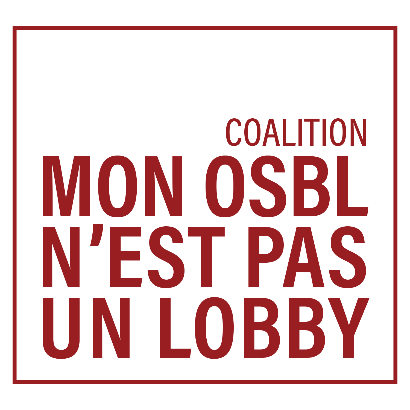 COALITION
MON OSBL
N'EST PAS
UN LOBBY